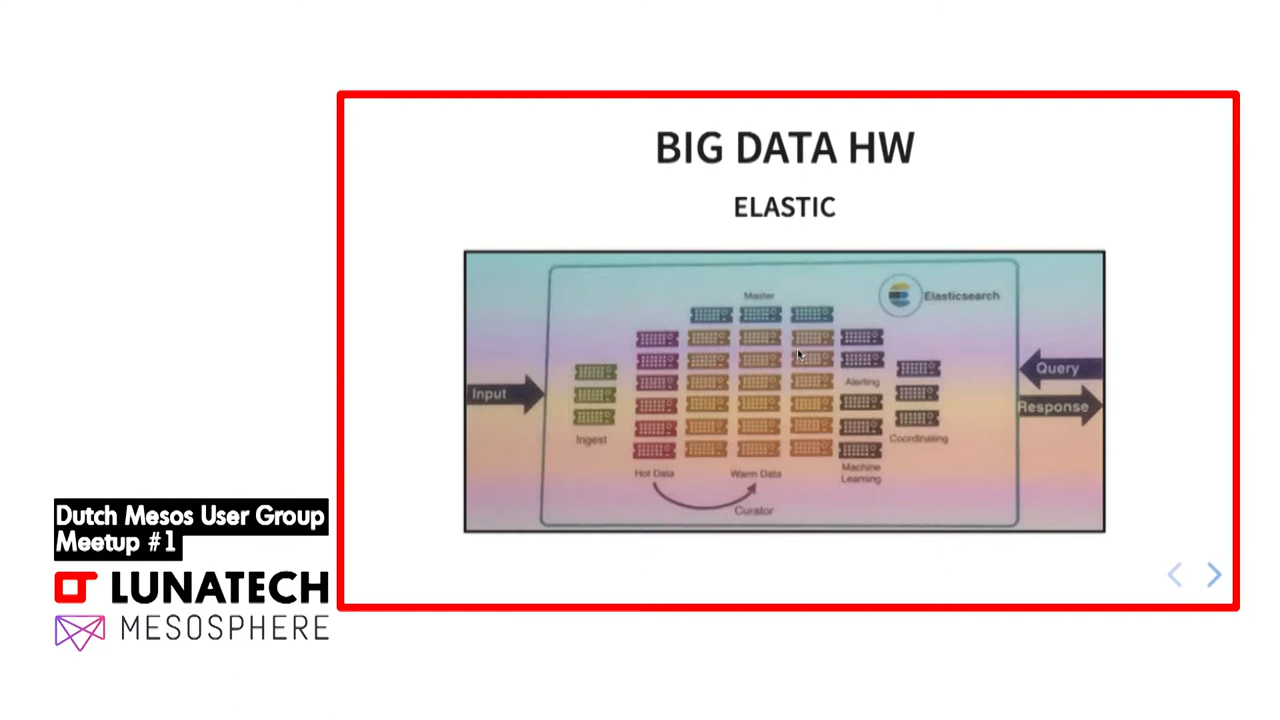 BIG DATA HW
ELASTIC
Master
Elasticsearch
Input
Ingest
Hot Data
Warm Data
Curator
Alerting
Machine
Learning
Coordinating
Query
Response
Dutch Mesos User Group
Meetup #1
LUNATECH
MESOSPHERE